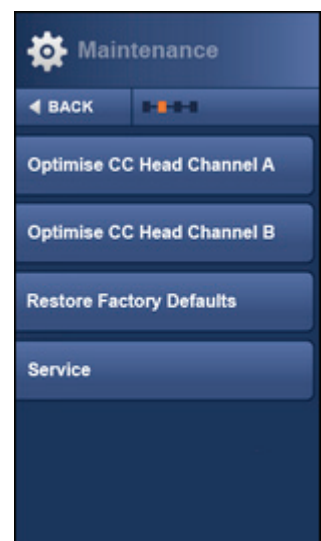 Maintenance
BACK
Optimise CC Head Channel A
Optimise CC Head Channel B
Restore Factory Defaults
Service